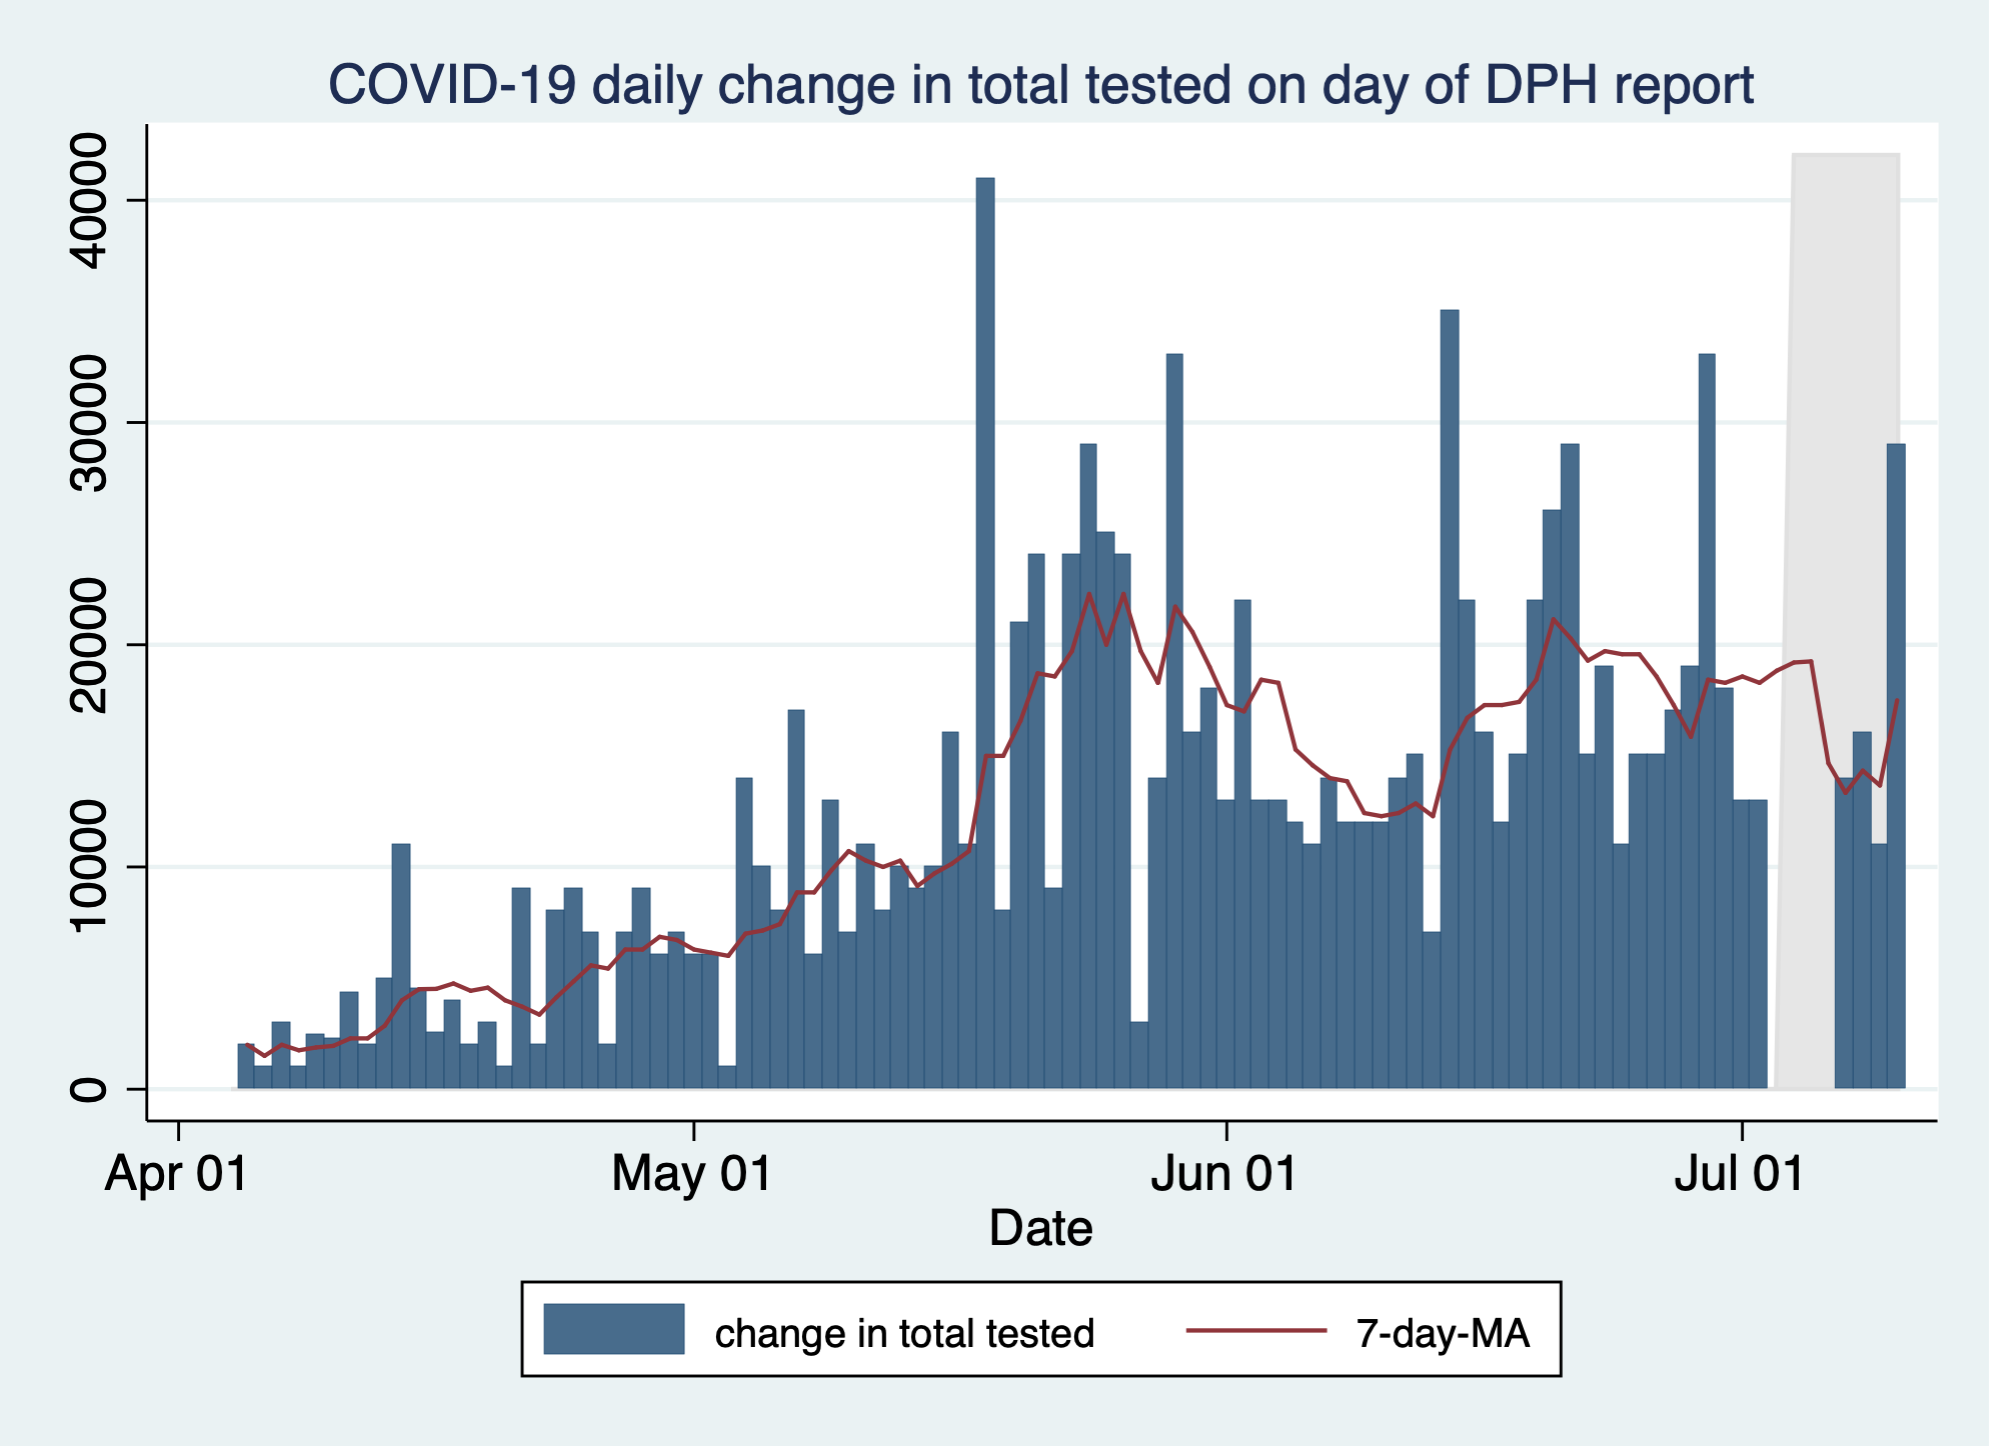 COVID-19 daily change in total tested on day of DPH report
40000
30000
20000
10000
0
Apr 01 May 01 Jun 01 Jul 01
Date
change in total tested 7-day-MA